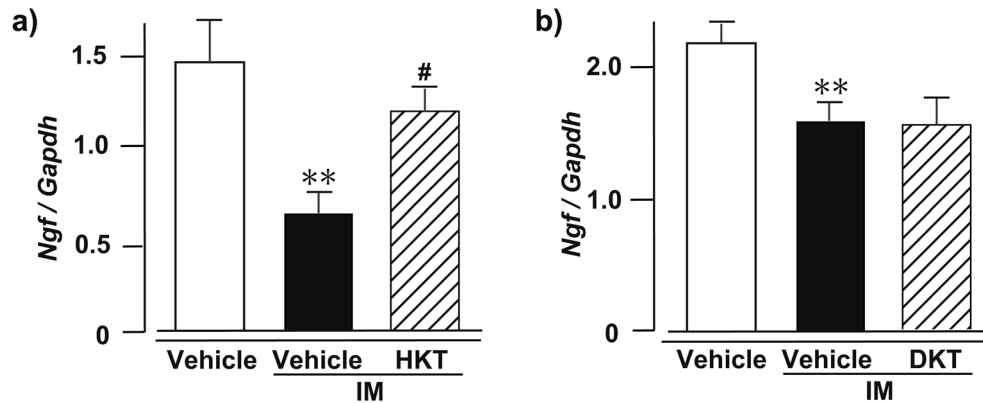 a)
Ngf / Gapdh
1.5
1.0
0.5
0
**
#
Vehicle Vehicle HKT
IM
b)
Ngf / Gapdh
2.0
1.0
0
**
Vehicle Vehicle DKT
IM